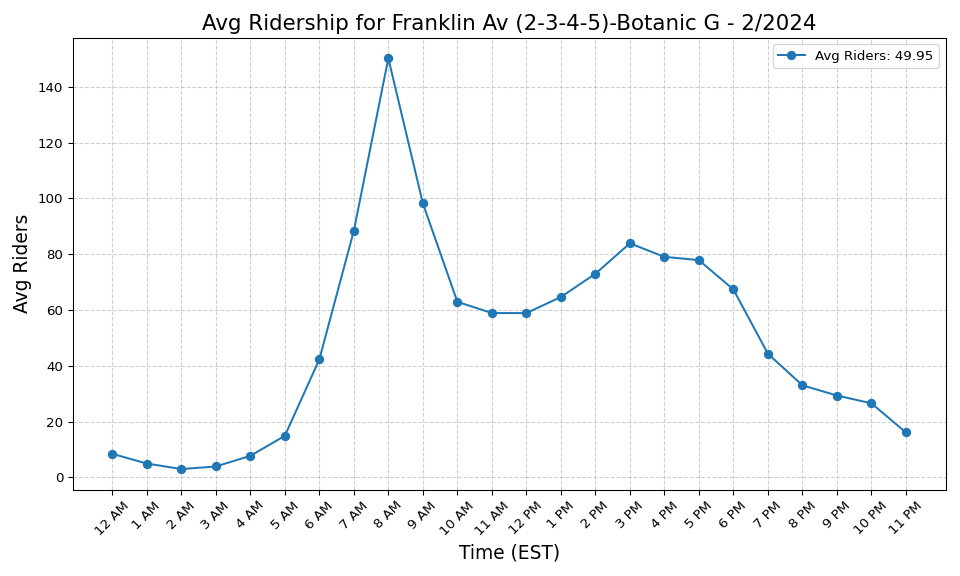 Avg Ridership for Franklin Av (2-3-4-5)-Botanic G - 2/2024
Avg Riders: 49.95
Avg Riders
140
120
100
80
60
40
20
0
12 AM
1 AM
2 AM
3 AM
4 AM
5 AM
6 AM
7 AM
8 AM
9 AM
10 AM
11 AM
12 PM
1 PM
2 PM
3 PM
4 PM
5 PM
6 PM
7 PM
8 PM
9 PM
10 PM
11 PM
Time (EST)